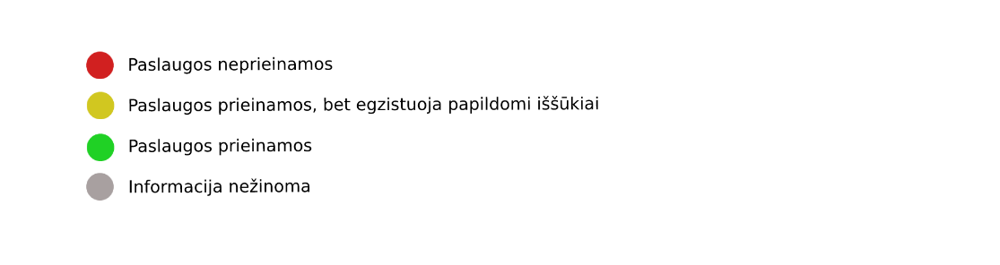 Paslaugos neprieinamos
Paslaugos prieinamos, bet egzistuoja papildomi iššūkiai
Paslaugos prieinamos
Informacija nežinoma